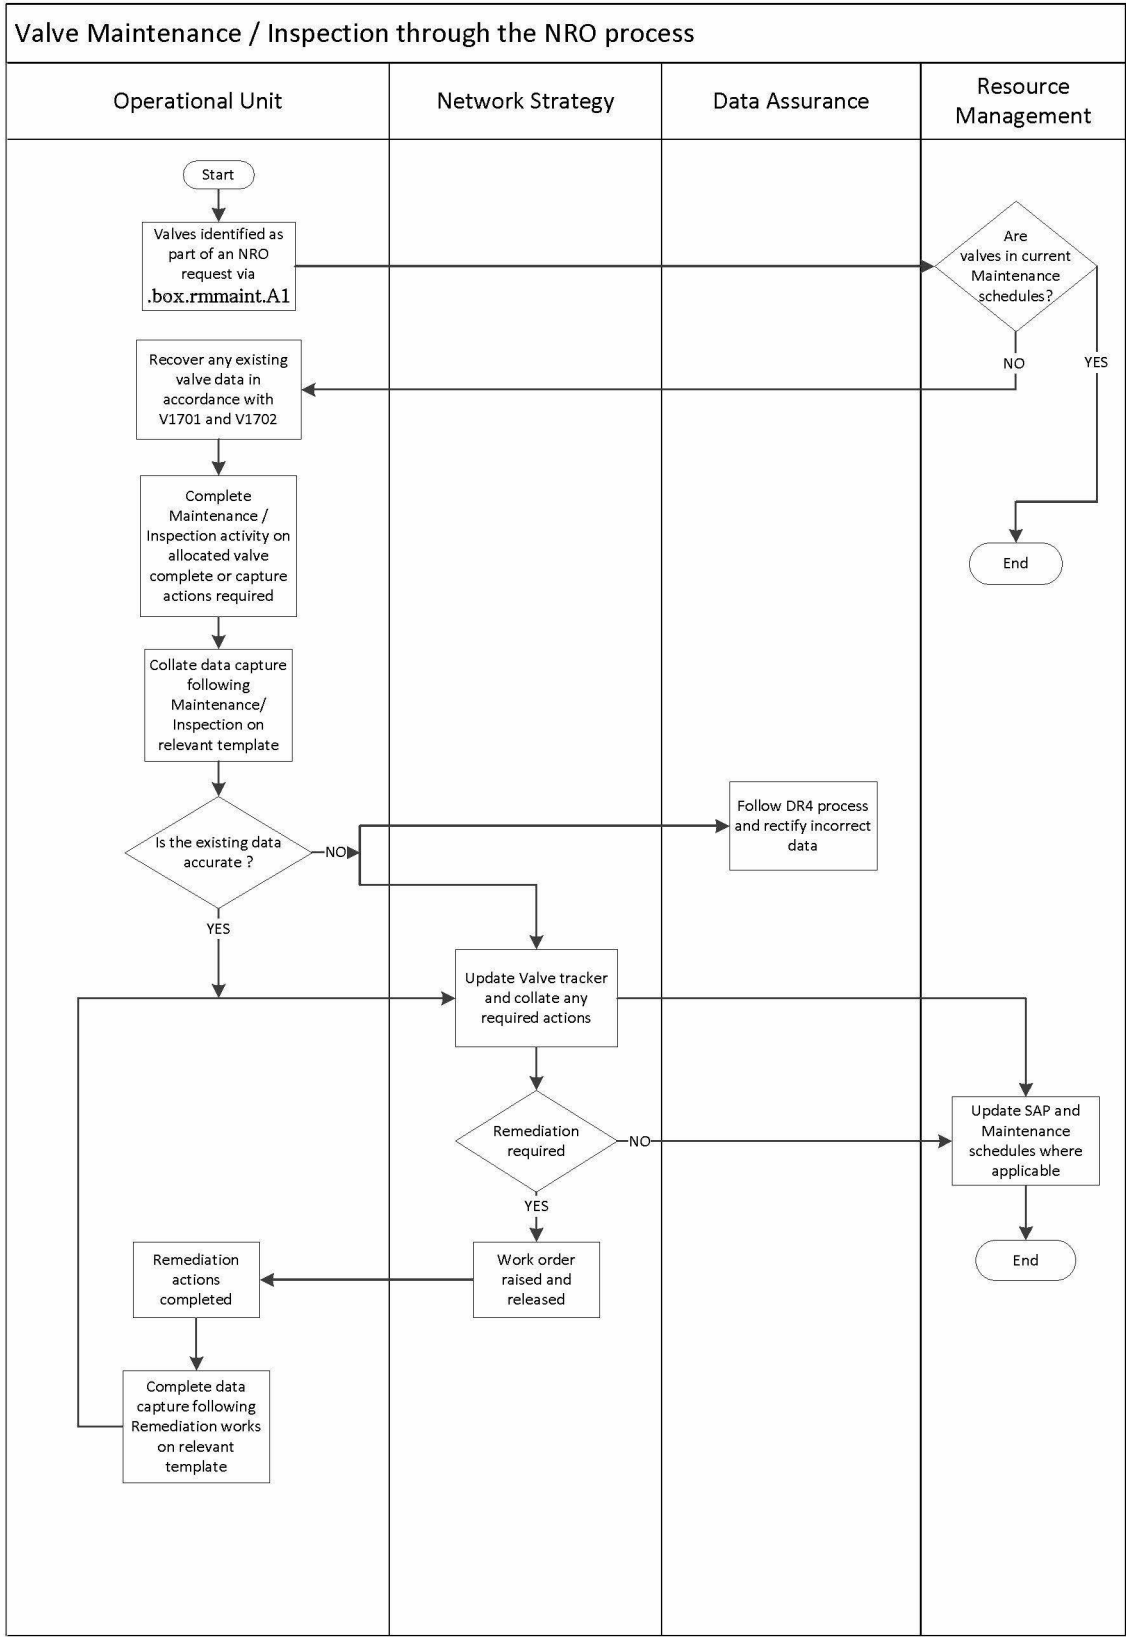 Valve Maintenance / Inspection through the NRO process
Operational Unit
Network Strategy
Data Assurance
Resource
Management
Start
Valves identified as
part of an NRO
request via
.box.rmmaint.A1
Are
valves in current
Maintenance
schedules?
NO
YES
Recover any existing
valve data in
accordance with
V1701 and V1702
Complete
Maintenance /
Inspection activity on
allocated valve
complete or capture
actions required
End
Collate data capture
following
Maintenance/
Inspection on
relevant template
Is the existing data
accurate ?
NO
YES
Follow DR4 process
and rectify incorrect
data
Update Valve tracker
and collate any
required actions
Remediation
required
NO
YES
Update SAP and
Maintenance
schedules where
applicable
End
Work order
raised and
released
Remediation
actions
completed
Complete data
capture following
Remediation works
on relevant
template